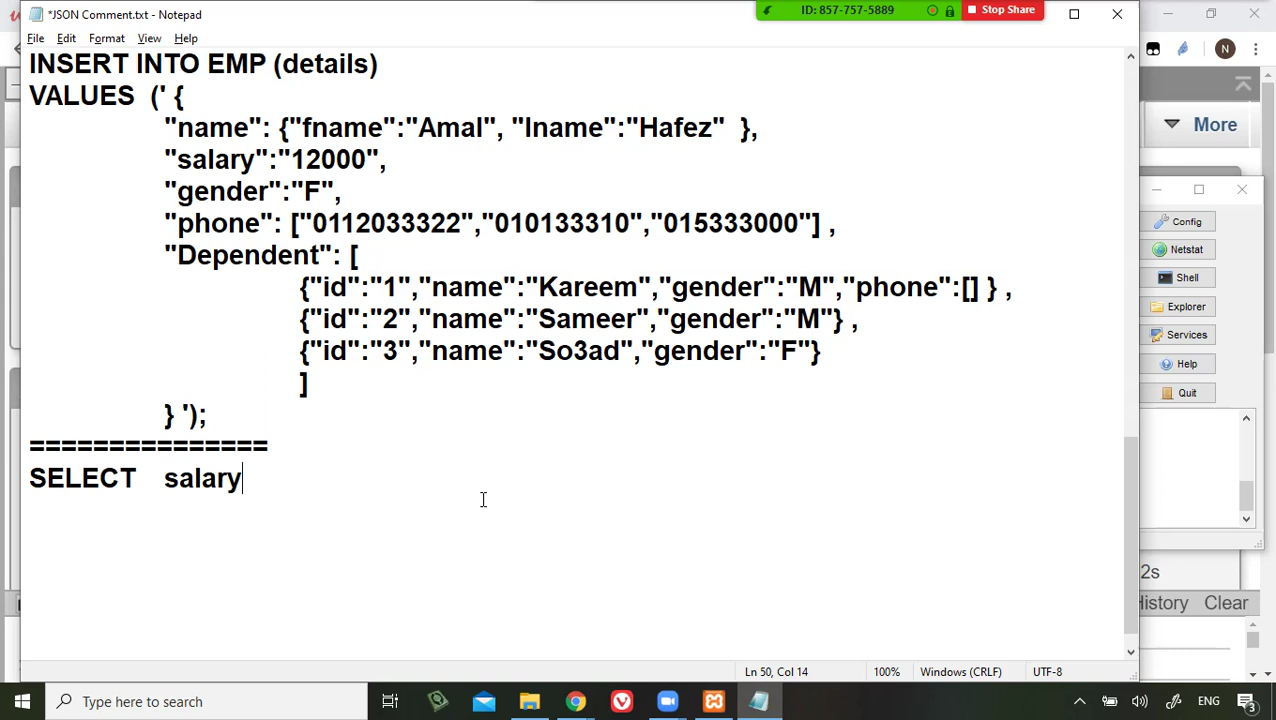 *JSON Comment.txt - Notepad
ID: 857-757-5889
Stop Share
File Edit Format View Help
N
INSERT INTO EMP (details)
VALUES (' {
"name": {"fname":"Amal", "lname":"Hafez" },
"salary":"12000",
"gender":"F",
"phone": ["0112033322","010133310","015333000"] ,
"Dependent": [
{"id":"1","name":"Kareem","gender":"M","phone":[] } ,
{"id":"2","name":"Sameer","gender":"M"} ,
{"id":"3","name":"So3ad","gender":"F"}
]
} ');
===============
SELECT salary
More
Config
Netstat
Shell
Explorer
Services
Help
Quit
2s
History Clear
Ln 50, Col 14 100% Windows (CRLF) UTF-8
Type here to search
ENG
3